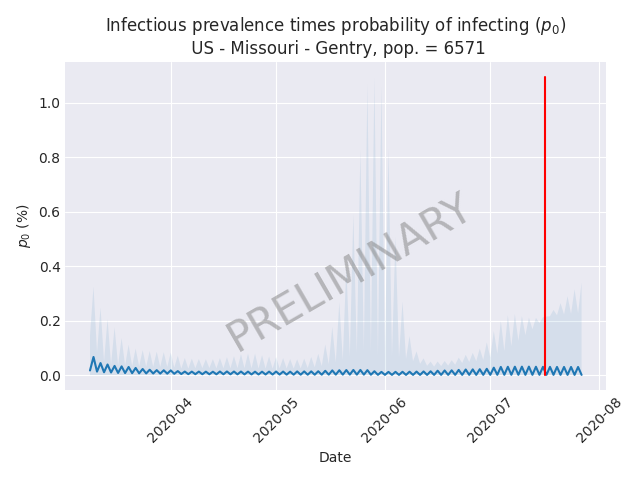 Infectious prevalence times probability of infecting (p₀)
US - Missouri - Gentry, pop. = 6571
1.0
0.8
0.6
0.4
0.2
0.0
p₀ (%)
PRELIMINARY
2020-04
2020-05
2020-06
2020-07
2020-08
Date